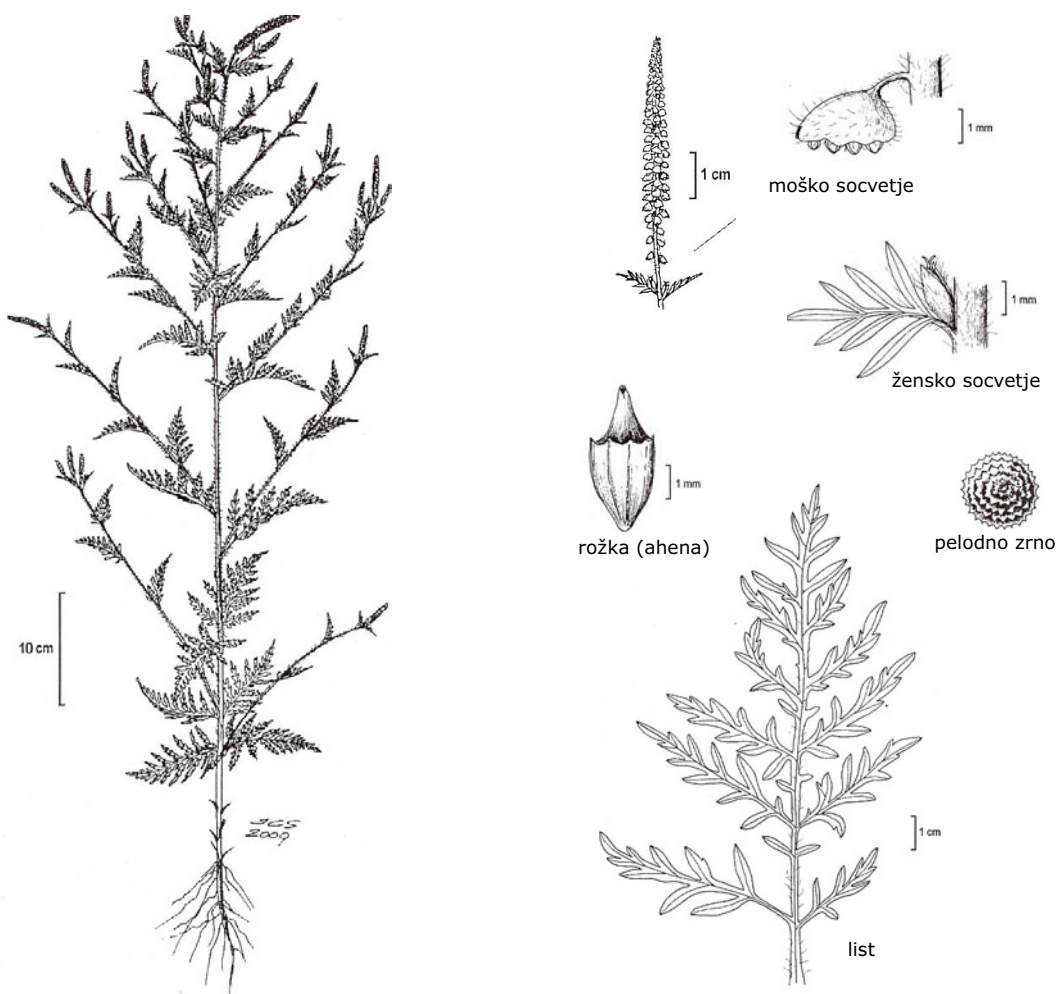 1 cm
1 mm
moško socvetje
1 mm
žensko socvetje
1 mm
rožka (ahena)
pelodno zrno
10 cm
JCS
2009
1 cm
list